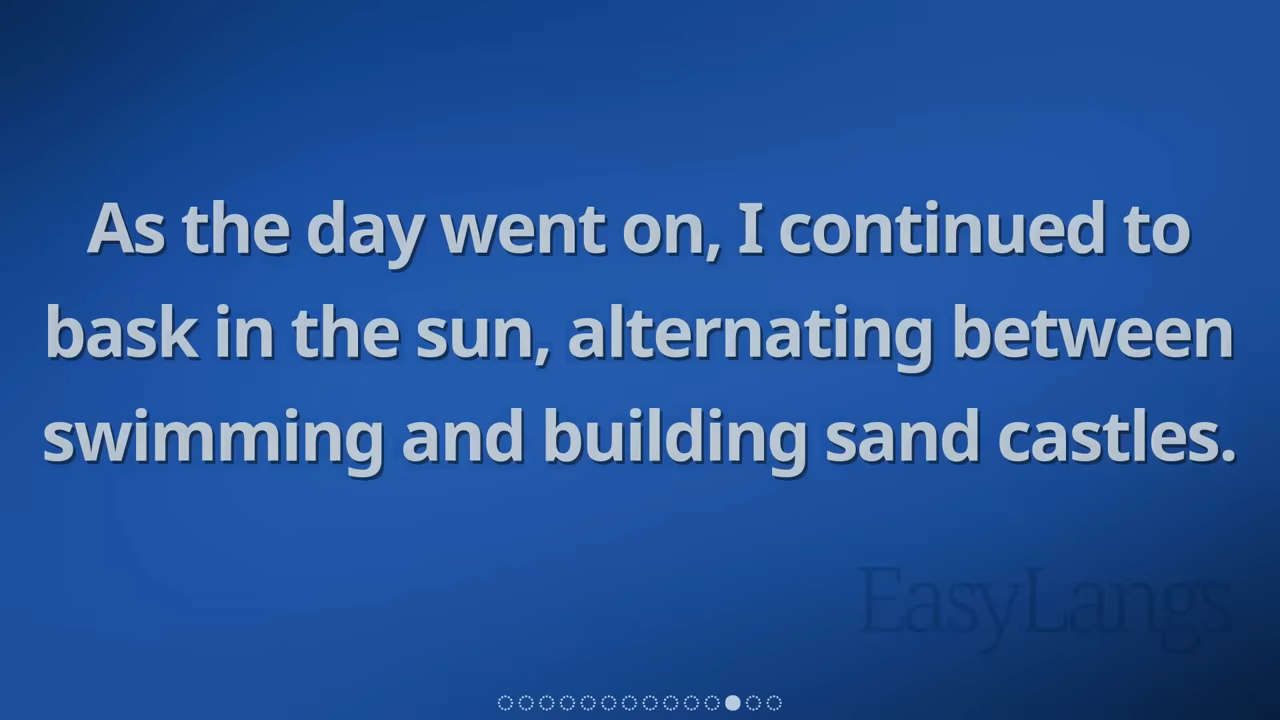 As the day went on, I continued to
bask in the sun, alternating between
swimming and building sand castles.
EasyLangs